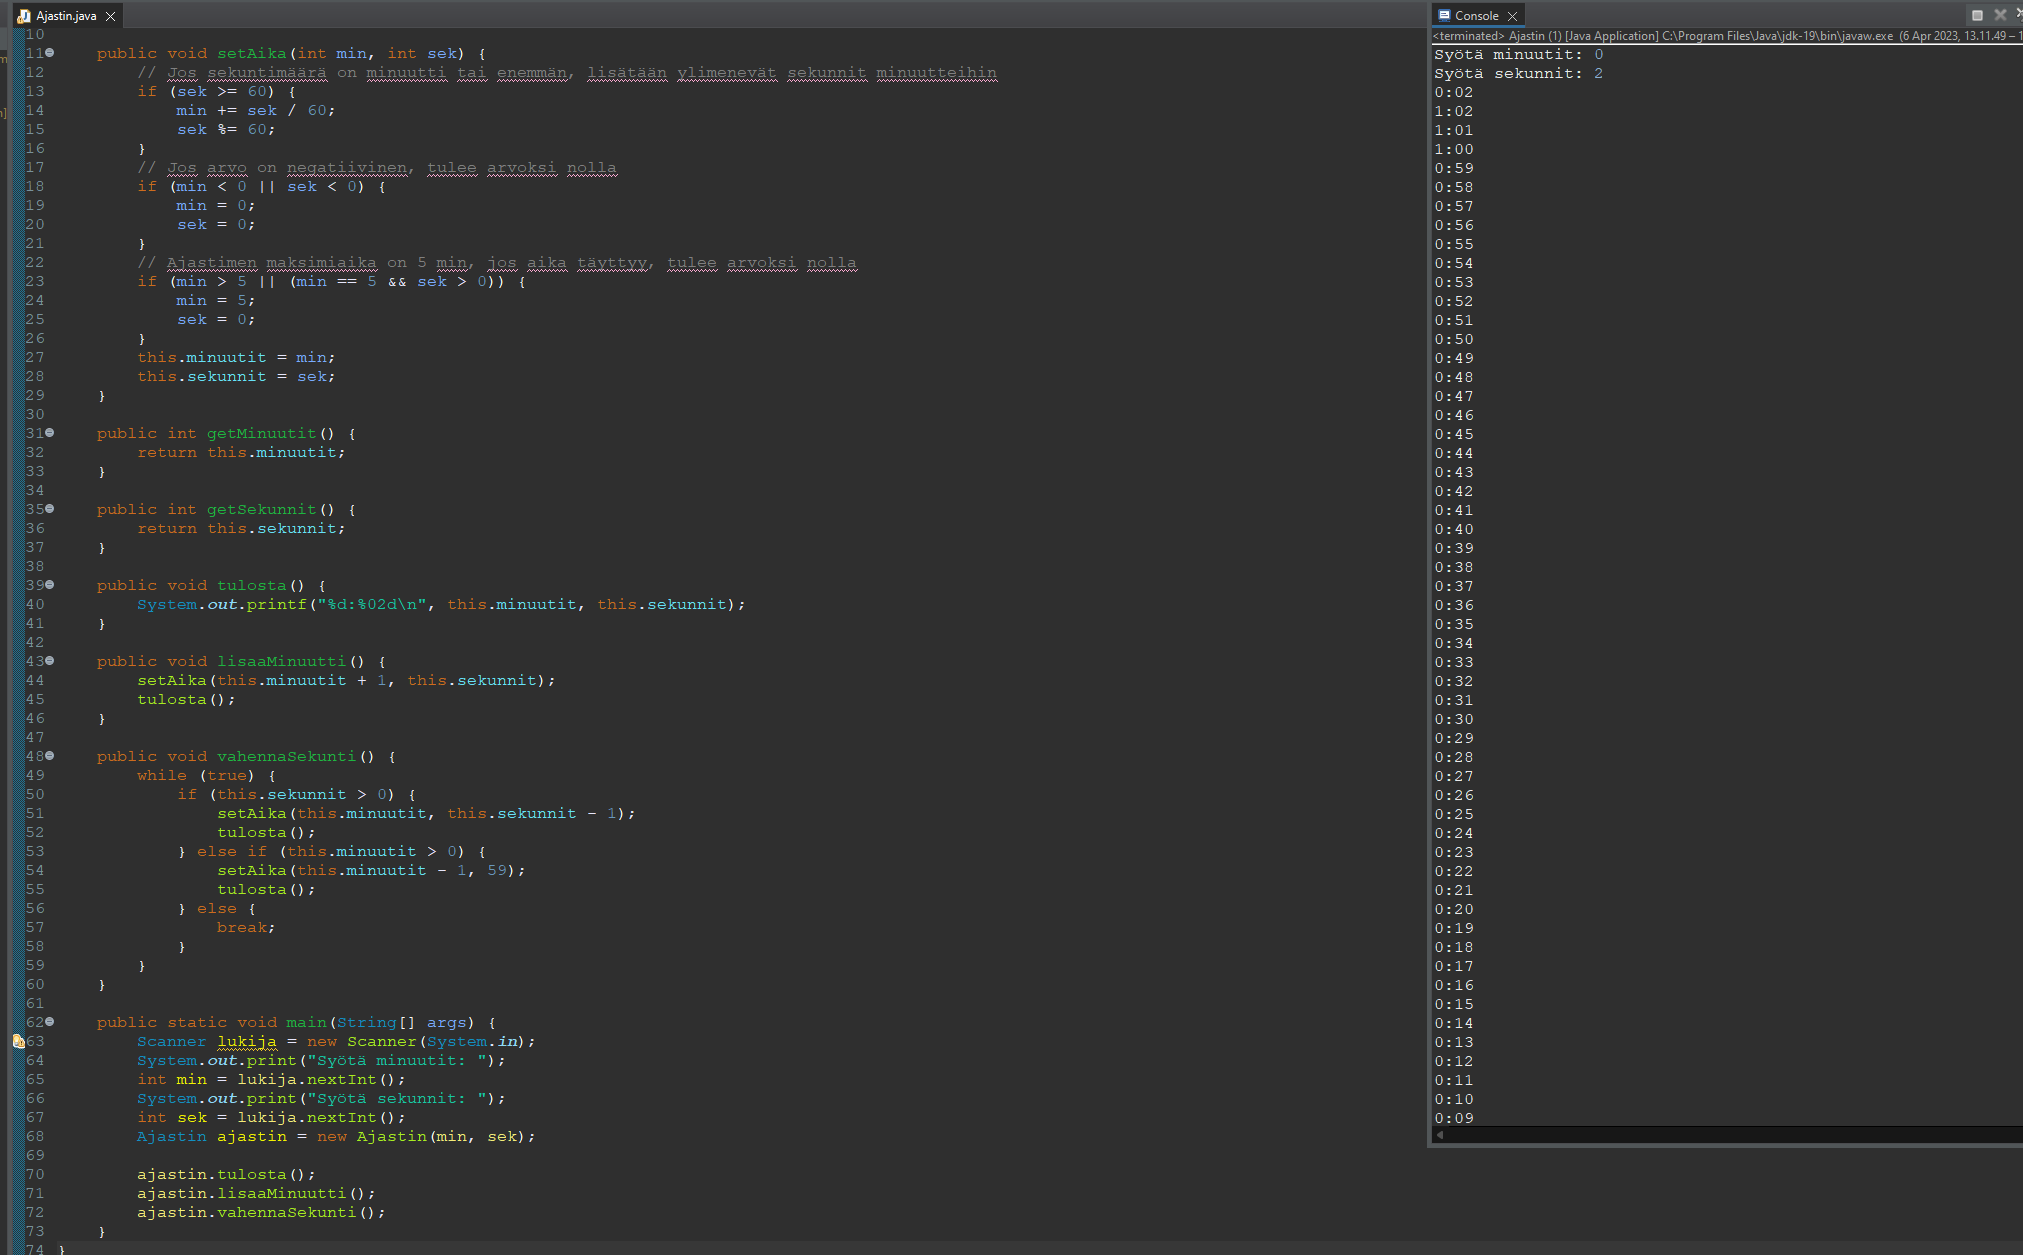 Ajastin.java
10
11 public void setAika(int min, int sek) {
12 // Jos sekuntimäärä on minuutti tai enemmän, lisätään ylimenevät sekunnit minuutteihin
13 if (sek >= 60) {
14 min += sek / 60;
15 sek %= 60;
16 }
17 // Jos arvo on negatiivinen, tulee arvoksi nolla
18 if (min < 0 || sek < 0) {
19 min = 0;
20 sek = 0;
21 }
22 // Ajastimen maksimiaika on 5 min, jos aika täyttyy, tulee arvoksi nolla
23 if (min > 5 || (min == 5 && sek > 0)) {
24 min = 5;
25 sek = 0;
26 }
27 this.minuutit = min;
28 this.sekunnit = sek;
29 }
30
31 public int getMinuutit() {
32 return this.minuutit;
33 }
34
35 public int getSekunnit() {
36 return this.sekunnit;
37 }
38
39 public void tulosta() {
40 System.out.printf("%d:%02d\n", this.minuutit, this.sekunnit);
41 }
42
43 public void lisaaMinuutti() {
44 setAika(this.minuutit + 1, this.sekunnit);
45 tulosta();
46 }
47
48 public void vahennaSekunti() {
49 while (true) {
50 if (this.sekunnit > 0) {
51 setAika(this.minuutit, this.sekunnit - 1);
52 tulosta();
53 } else if (this.minuutit > 0) {
54 setAika(this.minuutit - 1, 59);
55 tulosta();
56 } else {
57 break;
58 }
59 }
60 }
61
62 public static void main(String[] args) {
63 Scanner lukija = new Scanner(System.in);
64 System.out.print("Syötä minuutit: ");
65 int min = lukija.nextInt();
66 System.out.print("Syötä sekunnit: ");
67 int sek = lukija.nextInt();
68 Ajastin ajastin = new Ajastin(min, sek);
69
70 ajastin.tulosta();
71 ajastin.lisaaMinuutti();
72 ajastin.vahennaSekunti();
73 }
74 }
Console
<terminated> Ajastin (1) [Java Application] C:\Program Files\Java\jdk-19\bin\javaw.exe (6 Apr 2023, 13.11.49 – 1
Syötä minuutit: 0
Syötä sekunnit: 2
0:02
1:02
1:01
1:00
0:59
0:58
0:57
0:56
0:55
0:54
0:53
0:52
0:51
0:50
0:49
0:48
0:47
0:46
0:45
0:44
0:43
0:42
0:41
0:40
0:39
0:38
0:37
0:36
0:35
0:34
0:33
0:32
0:31
0:30
0:29
0:28
0:27
0:26
0:25
0:24
0:23
0:22
0:21
0:20
0:19
0:18
0:17
0:16
0:15
0:14
0:13
0:12
0:11
0:10
0:09